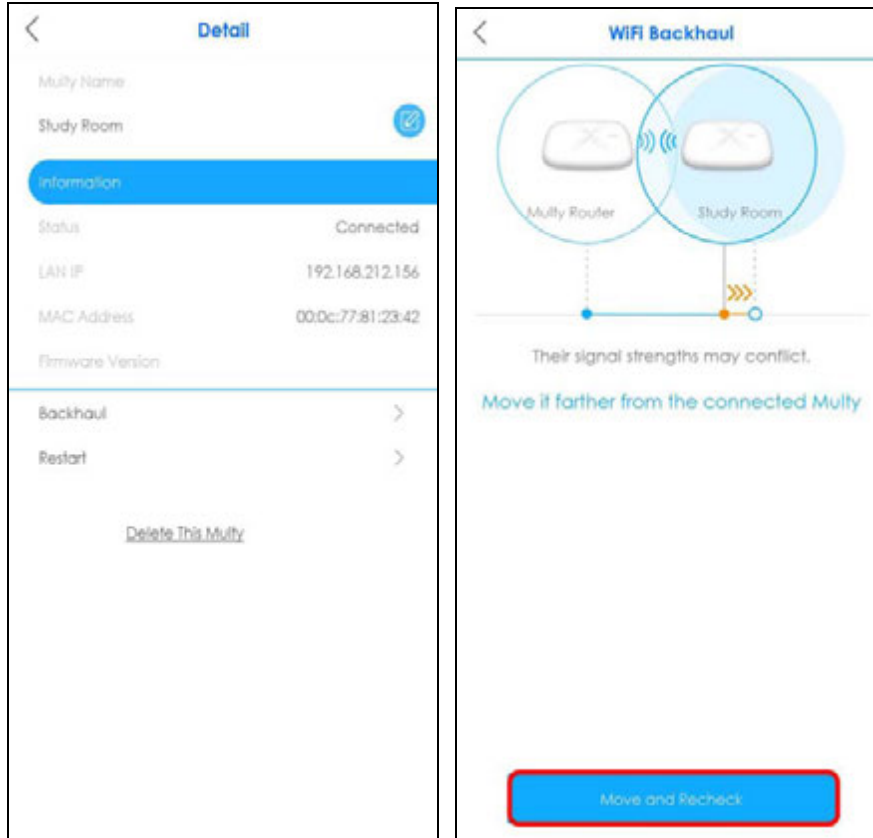 Detail
Multy Name
Study Room
Information
Status Connected
LAN IP 192.168.212.156
MAC Address 00:0c:77:81:23:42
Firmware Version
Backhaul
Restart
Delete This Multy
WiFi Backhaul
Multy Router
Study Room
Their signal strengths may conflict.
Move it farther from the connected Multy
Move and Recheck